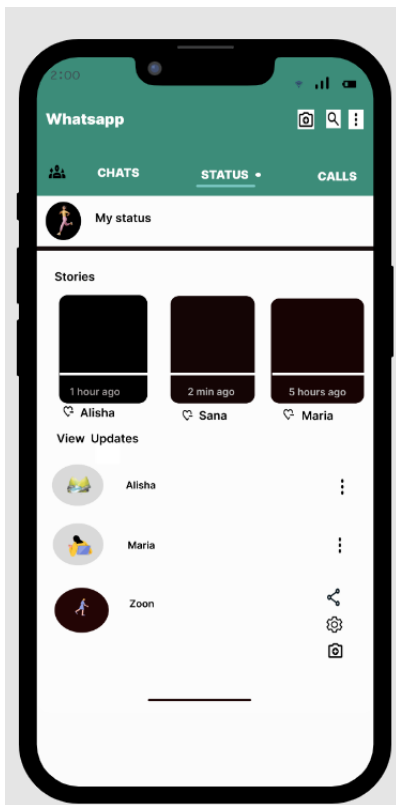 2:00
Whatsapp
CHATS STATUS • CALLS
My status
Stories
1 hour ago 2 min ago 5 hours ago
Alisha Sana Maria
View Updates
Alisha
Maria
Zoon